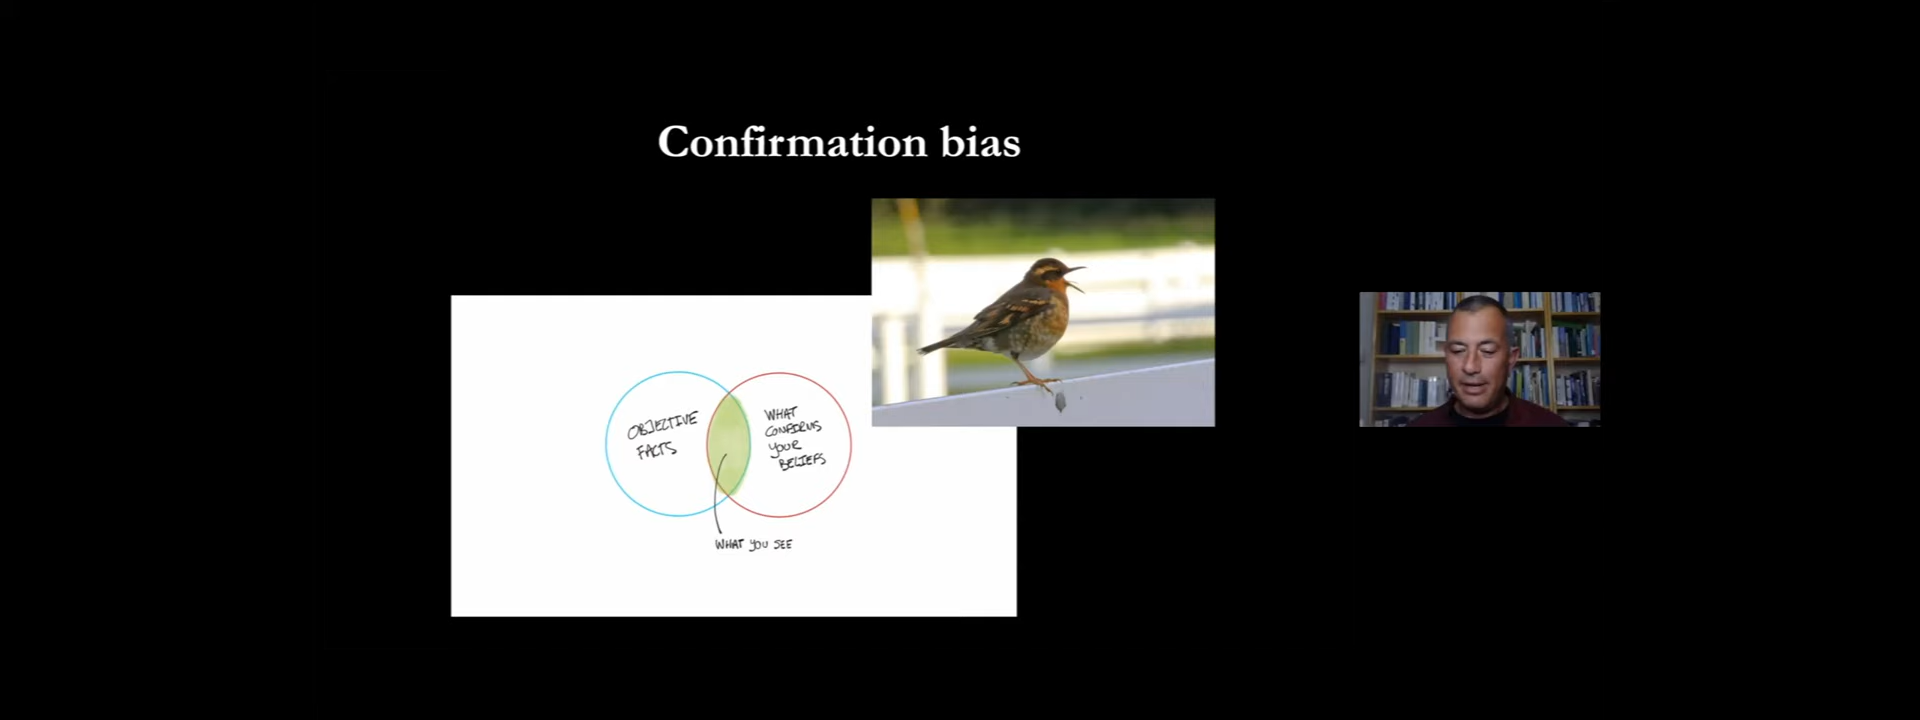 Confirmation bias
OBJECTIVE
FACTS
WHAT
CONFIRMS
YOUR
BELIEFS
WHAT YOU SEE